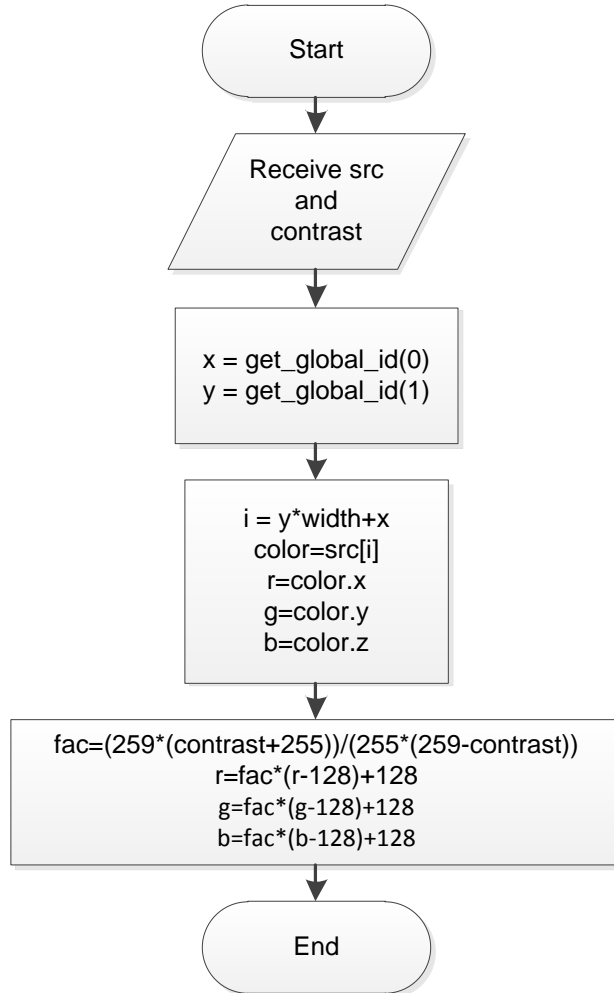 Start
Receive src
and
contrast
x = get_global_id(0)
y = get_global_id(1)
i = y*width+x
color=src[i]
r=color.x
g=color.y
b=color.z
fac=(259*(contrast+255))/(255*(259-contrast))
r=fac*(r-128)+128
g=fac*(g-128)+128
b=fac*(b-128)+128
End